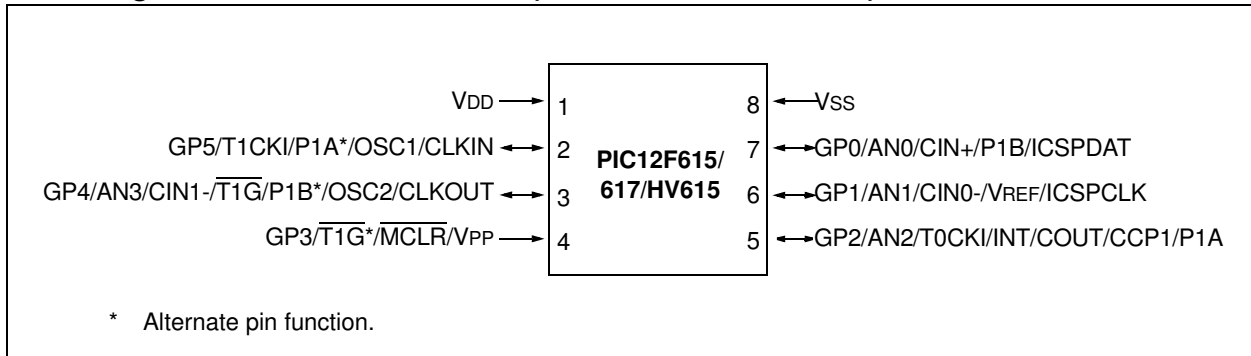 VDD
1
8
VSS
GP5/T1CKI/P1A*/OSC1/CLKIN
2
PIC12F615/
617/HV615
7
GP0/AN0/CIN+/P1B/ICSPDAT
GP4/AN3/CIN1-/T1G/P1B*/OSC2/CLKOUT
3
6
GP1/AN1/CIN0-/VREF/ICSPCLK
GP3/T1G*/MCLR/VPP
4
5
GP2/AN2/T0CKI/INT/COUT/CCP1/P1A
* Alternate pin function.